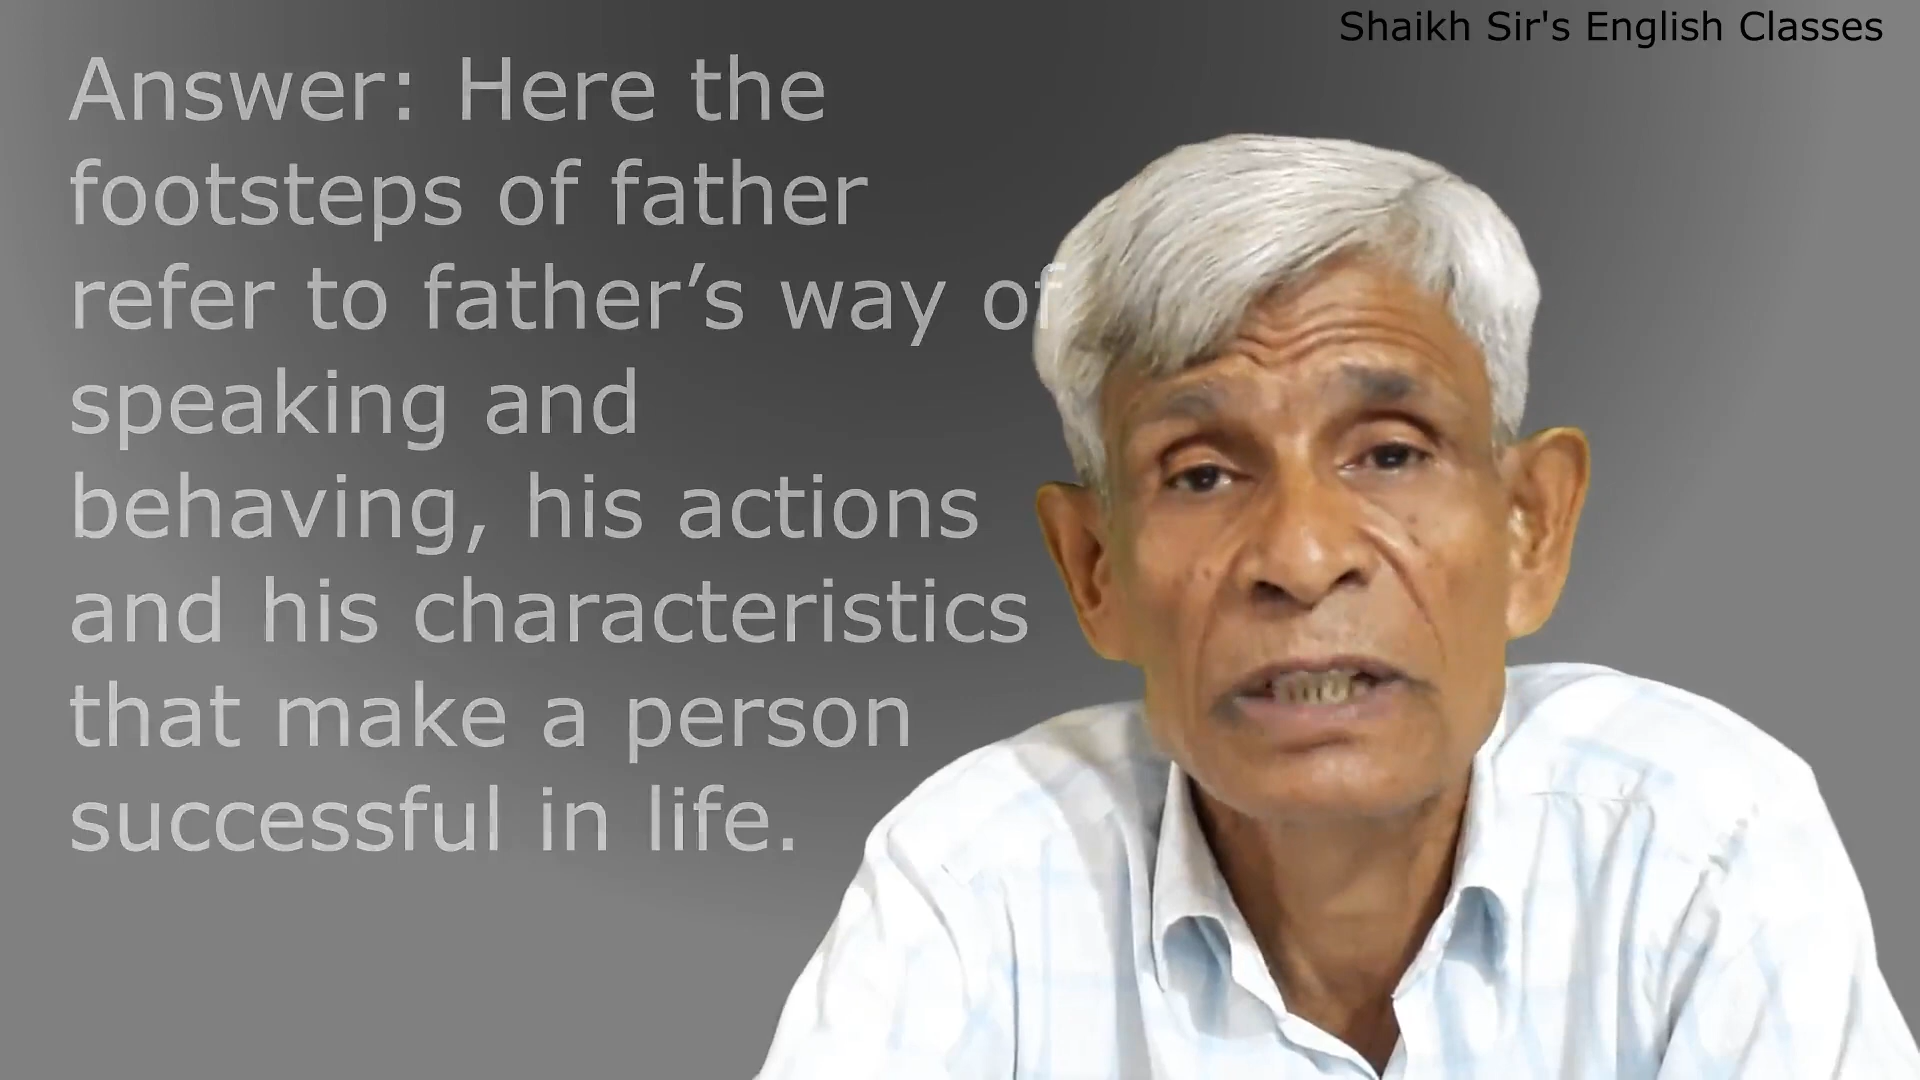 Shaikh Sir's English Classes
Answer: Here the
footsteps of father
refer to father’s way of
speaking and
behaving, his actions
and his characteristics
that make a person
successful in life.